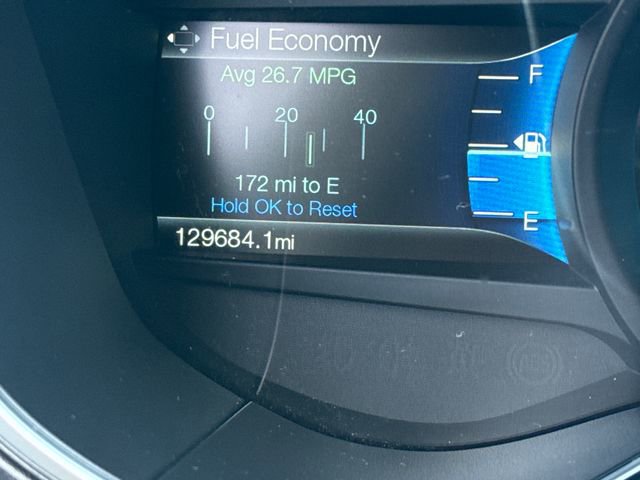 Fuel Economy
Avg 26.7 MPG
F
0 20 40
172 mi to E
Hold OK to Reset
E
129684.1mi